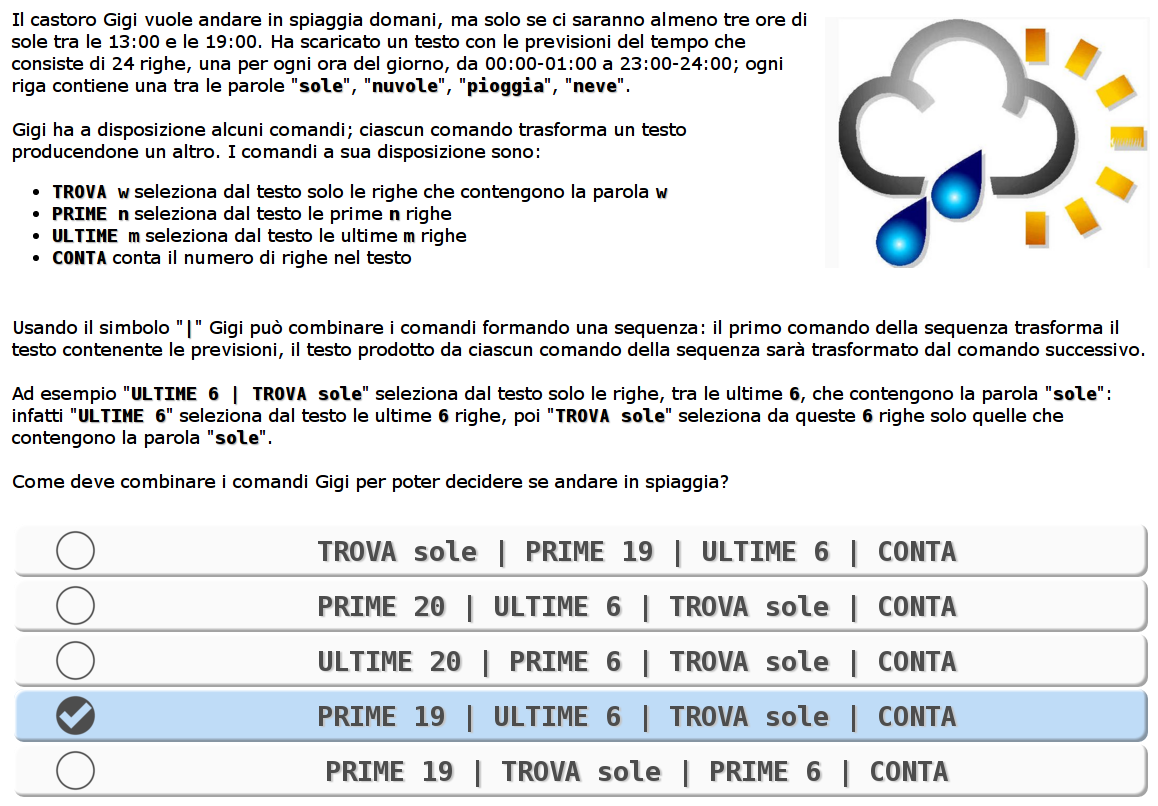 Il castoro Gigi vuole andare in spiaggia domani, ma solo se ci saranno almeno tre ore di
sole tra le 13:00 e le 19:00. Ha scaricato un testo con le previsioni del tempo che
consiste di 24 righe, una per ogni ora del giorno, da 00:00-01:00 a 23:00-24:00; ogni
riga contiene una tra le parole "sole", "nuvole", "pioggia", "neve".
Gigi ha a disposizione alcuni comandi; ciascun comando trasforma un testo
producendone un altro. I comandi a sua disposizione sono:
• TROVA w seleziona dal testo solo le righe che contengono la parola w
• PRIME n seleziona dal testo le prime n righe
• ULTIME m seleziona dal testo le ultime m righe
• CONTA conta il numero di righe nel testo
Usando il simbolo "|" Gigi può combinare i comandi formando una sequenza: il primo comando della sequenza trasforma il
testo contenente le previsioni, il testo prodotto da ciascun comando della sequenza sarà trasformato dal comando successivo.
Ad esempio "ULTIME 6 | TROVA sole" seleziona dal testo solo le righe, tra le ultime 6, che contengono la parola "sole":
infatti "ULTIME 6" seleziona dal testo le ultime 6 righe, poi "TROVA sole" seleziona da queste 6 righe solo quelle che
contengono la parola "sole".
Come deve combinare i comandi Gigi per poter decidere se andare in spiaggia?
TROVA sole | PRIME 19 | ULTIME 6 | CONTA
PRIME 20 | ULTIME 6 | TROVA sole | CONTA
ULTIME 20 | PRIME 6 | TROVA sole | CONTA
PRIME 19 | ULTIME 6 | TROVA sole | CONTA
PRIME 19 | TROVA sole | PRIME 6 | CONTA